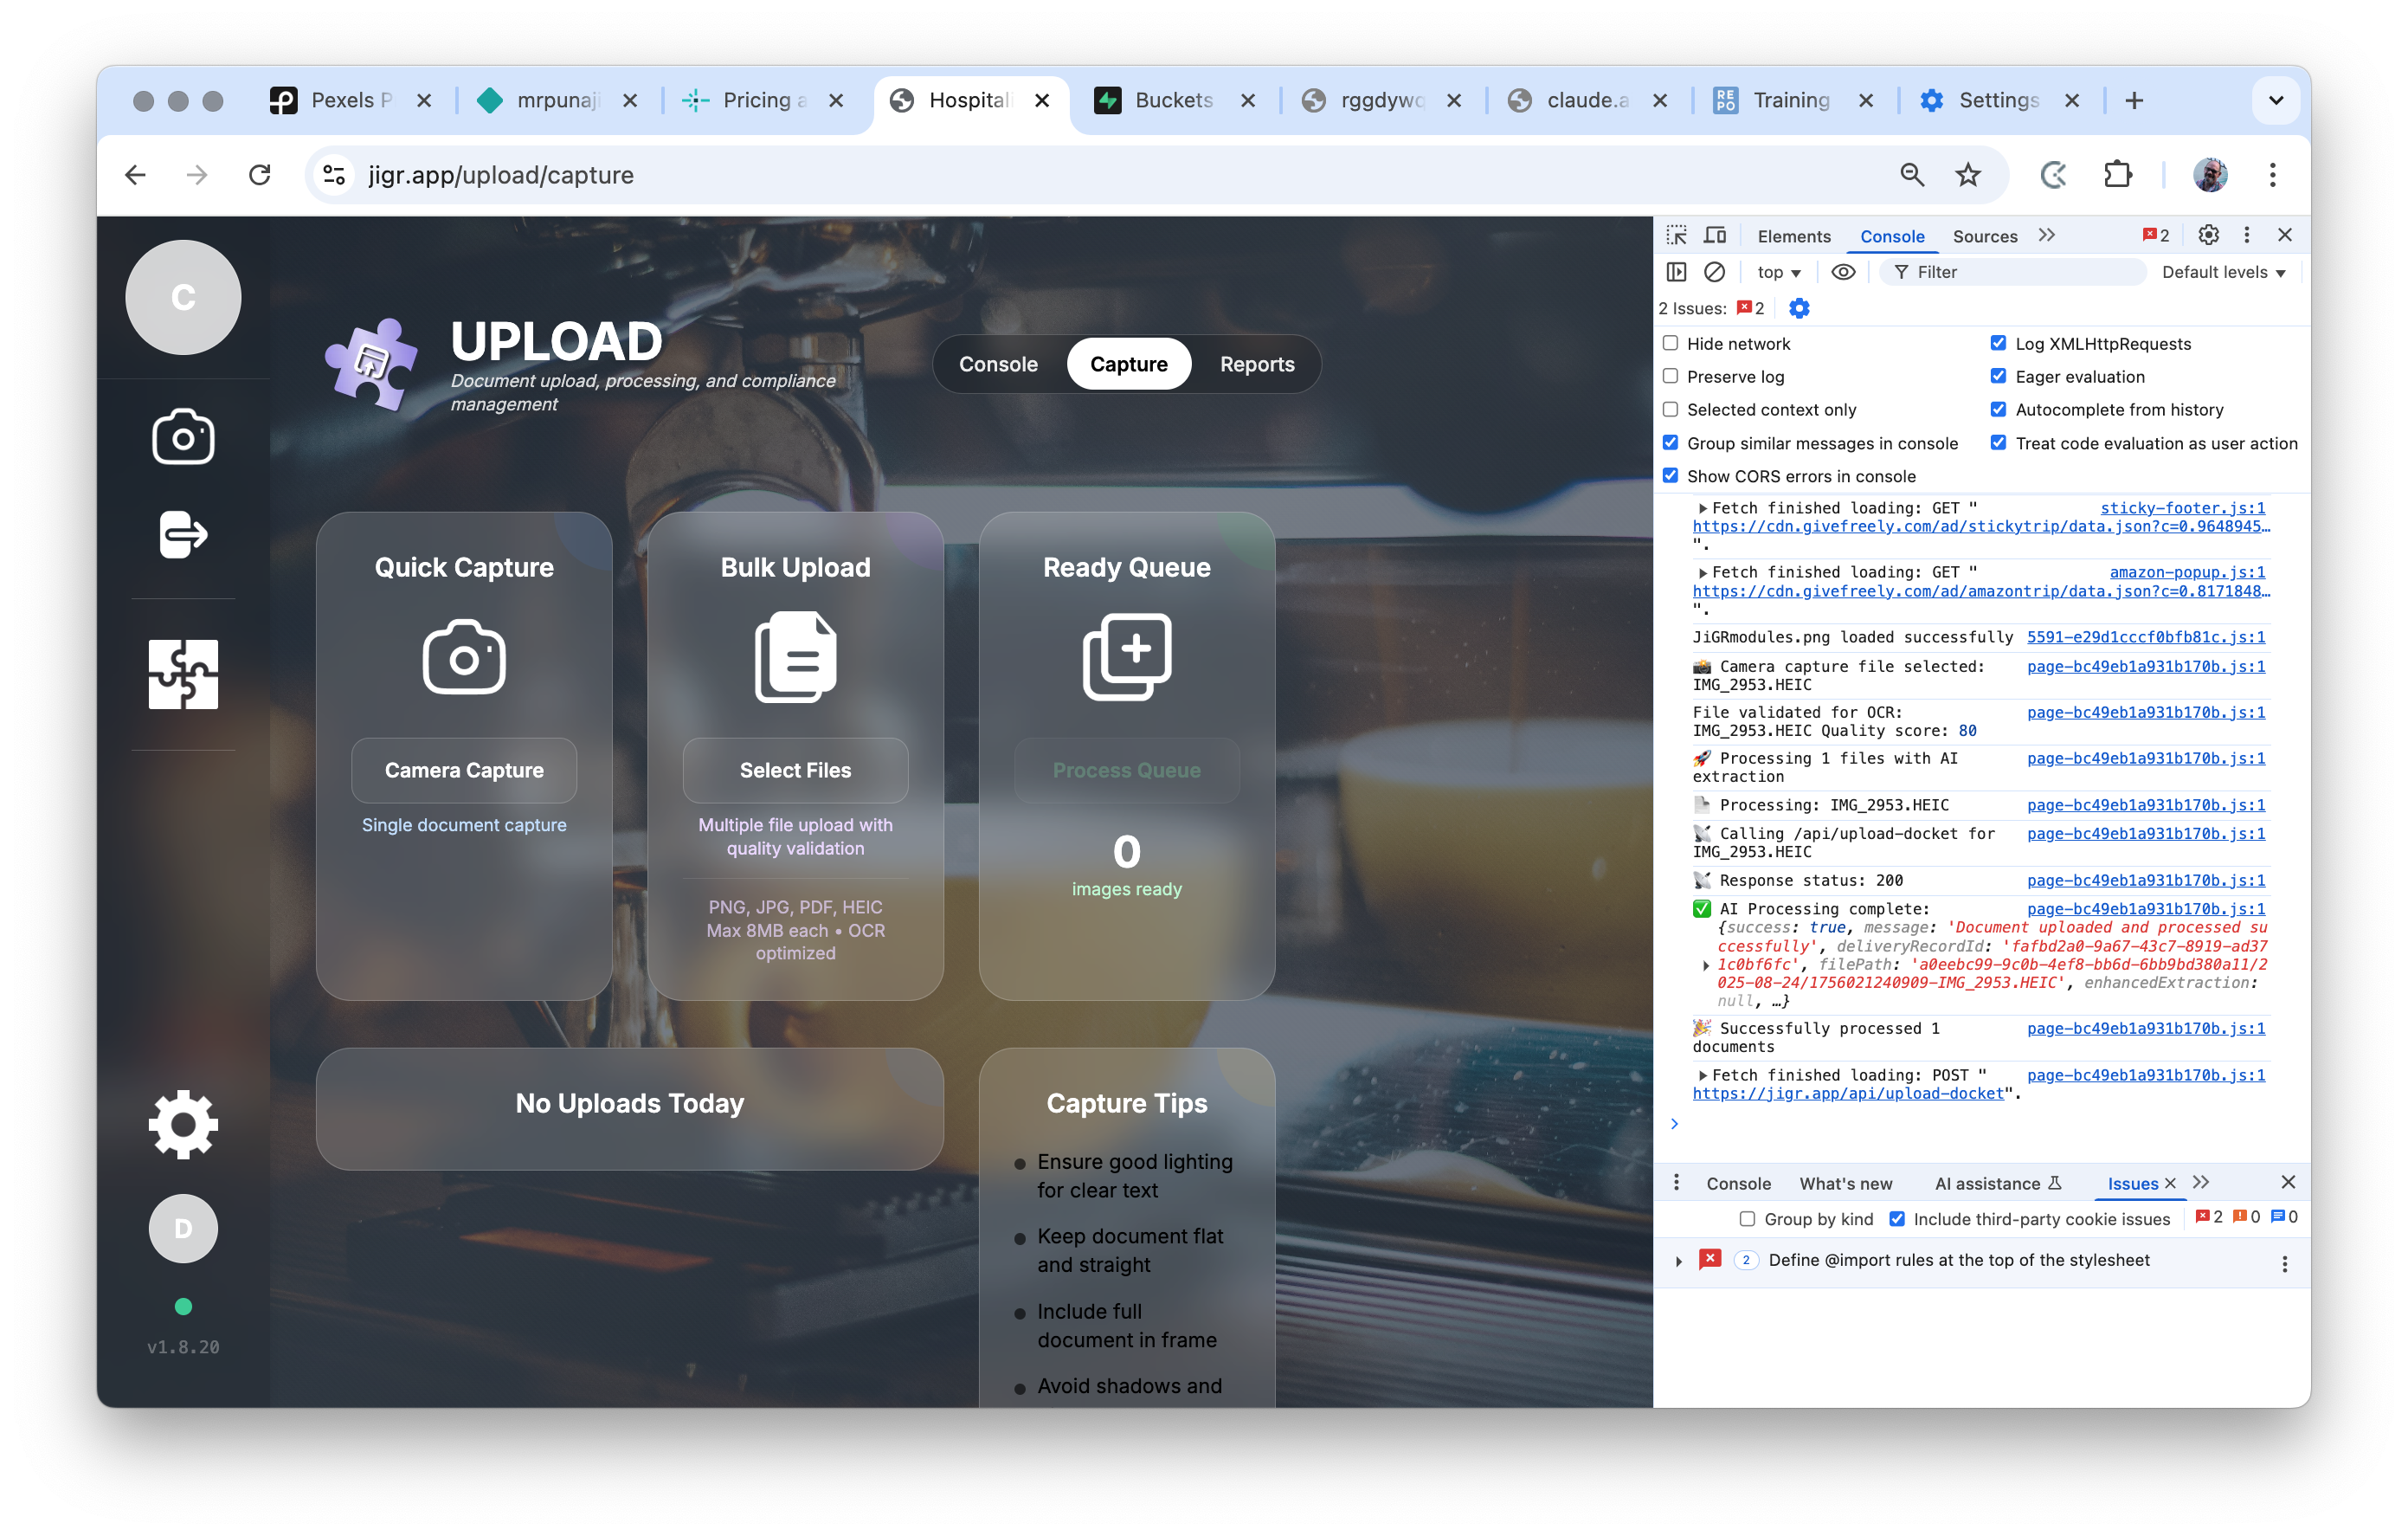 Pexels P
mrpunaji
Pricing a
Hospitali
Buckets
rggdywq
claude.a
REPO
Training
Settings
jigr.app/upload/capture
C
UPLOAD
Document upload, processing, and compliance
management
Console
Capture
Reports
Quick Capture
Camera Capture
Single document capture
Bulk Upload
Select Files
Multiple file upload with
quality validation
PNG, JPG, PDF, HEIC
Max 8MB each • OCR
optimized
Ready Queue
Process Queue
0
images ready
No Uploads Today
Capture Tips
Ensure good lighting
for clear text
Keep document flat
and straight
Include full
document in frame
Avoid shadows and
D
v1.8.20
Elements
Console
Sources
2
top
Filter
Default levels
2 Issues:
2
Hide network
Log XMLHttpRequests
Preserve log
Eager evaluation
Selected context only
Autocomplete from history
Group similar messages in console
Treat code evaluation as user action
Show CORS errors in console
Fetch finished loading: GET " sticky-footer.js:1
https://cdn.givefreely.com/ad/stickytrip/data.json?c=0.9648945…
".
Fetch finished loading: GET " amazon-popup.js:1
https://cdn.givefreely.com/ad/amazontrip/data.json?c=0.8171848…
".
JiGRmodules.png loaded successfully 5591-e29d1cccf0bfb81c.js:1
📸 Camera capture file selected: page-bc49eb1a931b170b.js:1
IMG_2953.HEIC
File validated for OCR: page-bc49eb1a931b170b.js:1
IMG_2953.HEIC Quality score: 80
🚀 Processing 1 files with AI page-bc49eb1a931b170b.js:1
extraction
📄 Processing: IMG_2953.HEIC page-bc49eb1a931b170b.js:1
📡 Calling /api/upload-docket for page-bc49eb1a931b170b.js:1
IMG_2953.HEIC
📡 Response status: 200 page-bc49eb1a931b170b.js:1
✅ AI Processing complete: page-bc49eb1a931b170b.js:1
{success: true, message: 'Document uploaded and processed su
ccessfully', deliveryRecordId: 'fafbd2a0-9a67-43c7-8919-ad37
1c0bf6fc', filePath: 'a0eebc99-9c0b-4ef8-bb6d-6bb9bd380a11/2
025-08-24/1756021240909-IMG_2953.HEIC', enhancedExtraction:
null, …}
🎉 Successfully processed 1 page-bc49eb1a931b170b.js:1
documents
Fetch finished loading: POST " page-bc49eb1a931b170b.js:1
https://jigr.app/api/upload-docket".
Console
What's new
AI assistance
Issues
Group by kind
Include third-party cookie issues
2
0
0
2
Define @import rules at the top of the stylesheet